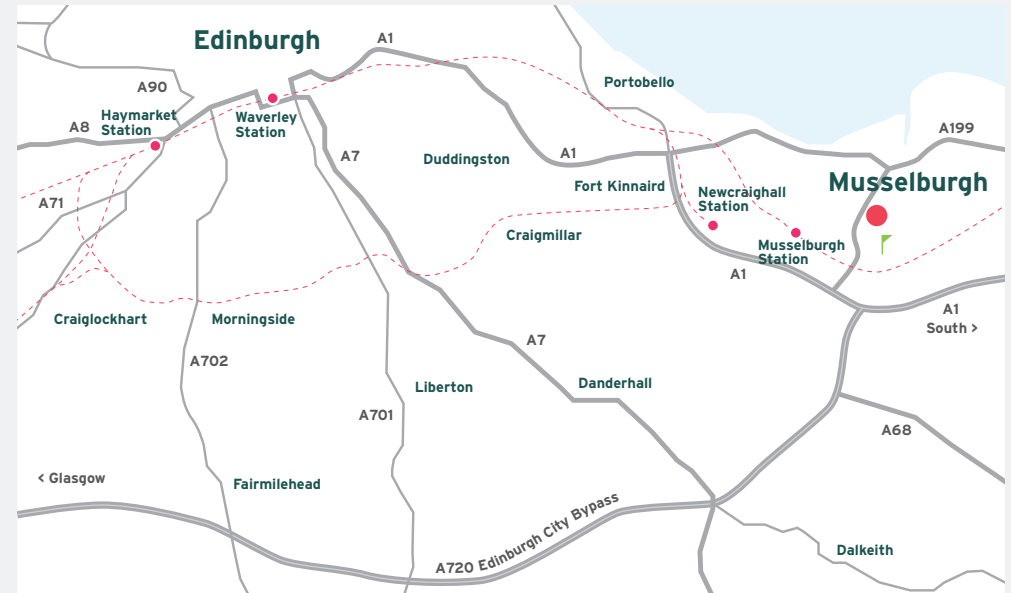 Edinburgh
A1
A90
Portobello
Haymarket
Station
Waverley
Station
A8
A199
A7
Duddingston
A1
Fort Kinnaird
Musselburgh
Newcraighall
Station
A71
Craigmillar
Musselburgh
Station
A1
Craiglockhart
Morningside
A1
South >
A7
A702
Liberton
Danderhall
A701
A68
< Glasgow
Fairmilehead
A720 Edinburgh City Bypass
Dalkeith